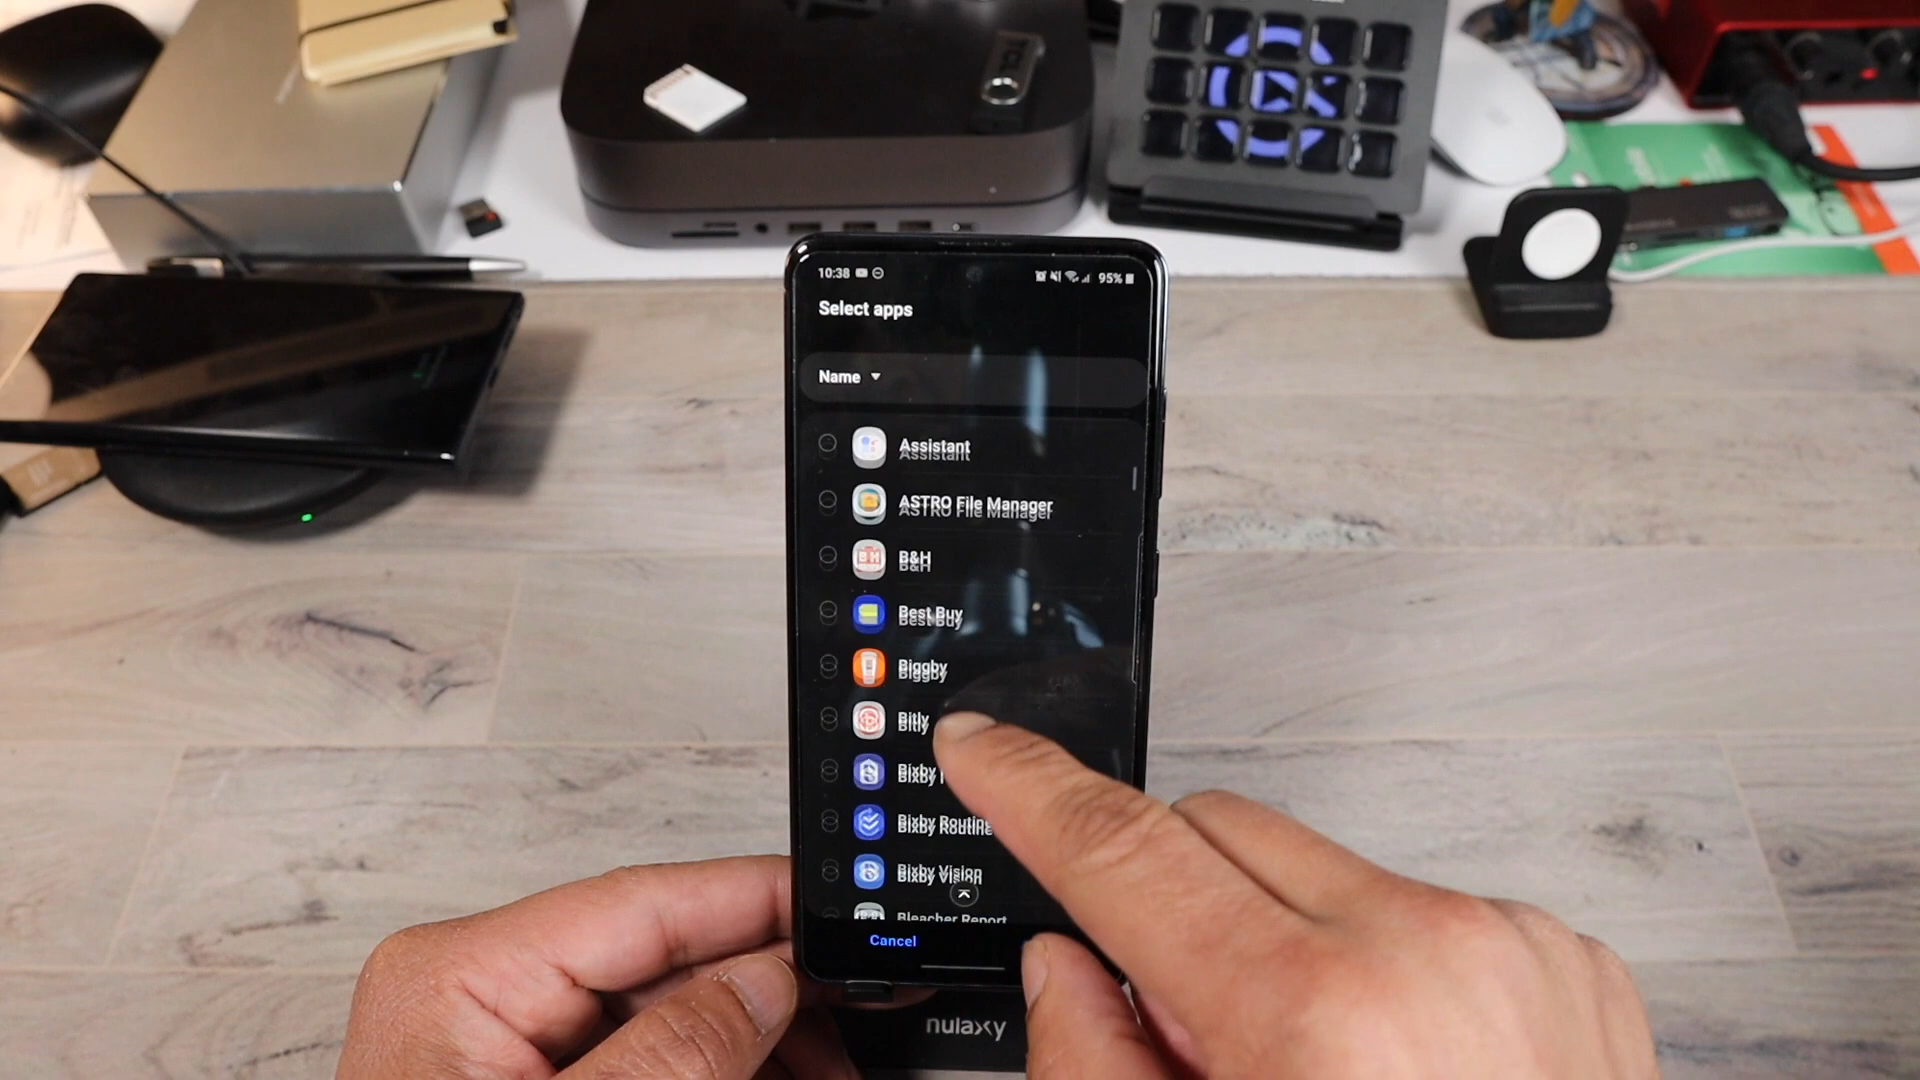 10:38
95%
Select apps
Name
Assistant
ASTRO File Manager
B&H
Best Buy
Biggby
Bitly
Bixby
Bixby Routine
Bixby Vision
Bleacher Report
Cancel
nulaxy